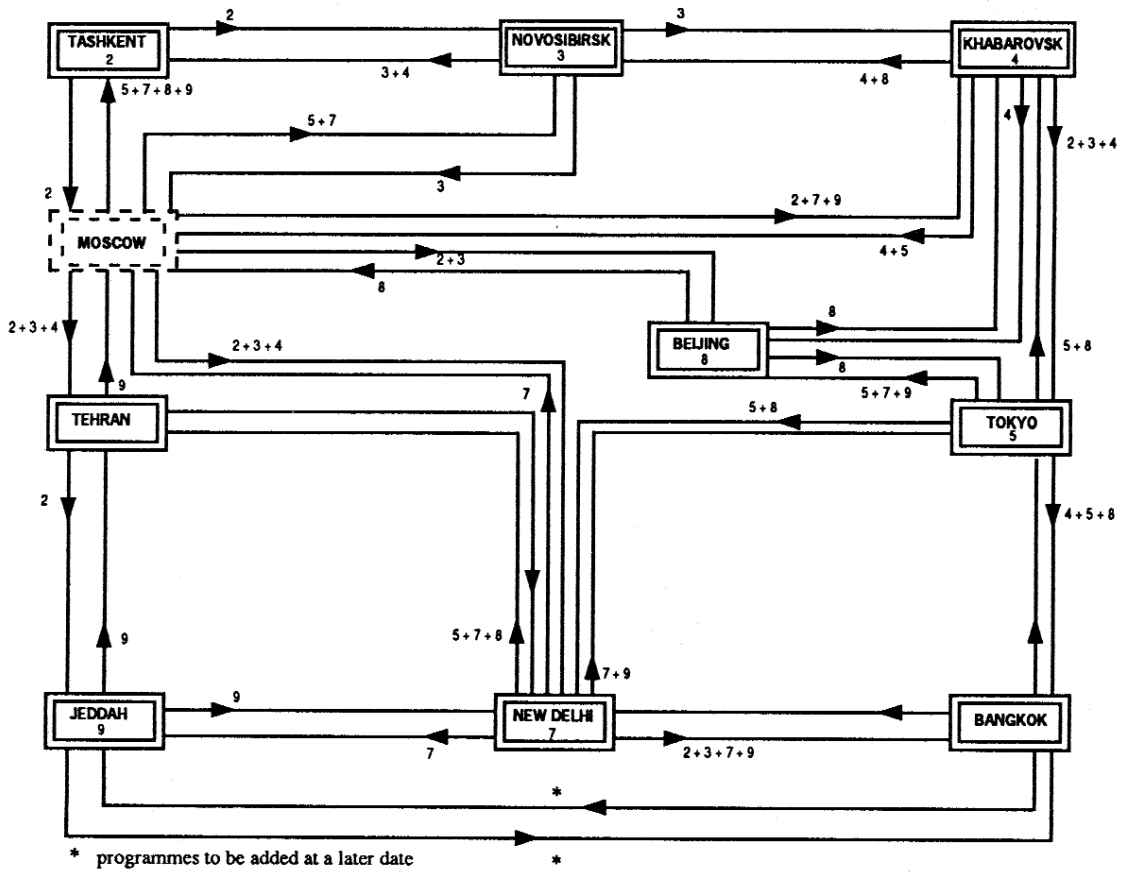 2
3
TASHKENT
2
NOVOSIBIRSK
3
KHABAROVSK
4
3 + 4
4 + 8
5 + 7 + 8 + 9
4
5 + 7
2 + 3 + 4
3
2
2 + 7 + 9
MOSCOW
4 + 5
2 + 3
8
2 + 3 + 4
8
BEIJING
8
2 + 3 + 4
5 + 8
8
9
7
5 + 7 + 9
TEHRAN
5 + 8
TOKYO
5
2
4 + 5 + 8
9
5 + 7 + 8
7 + 9
9
JEDDAH
9
NEW DELHI
7
BANGKOK
7
2 + 3 + 7 + 9
*
* programmes to be added at a later date
*